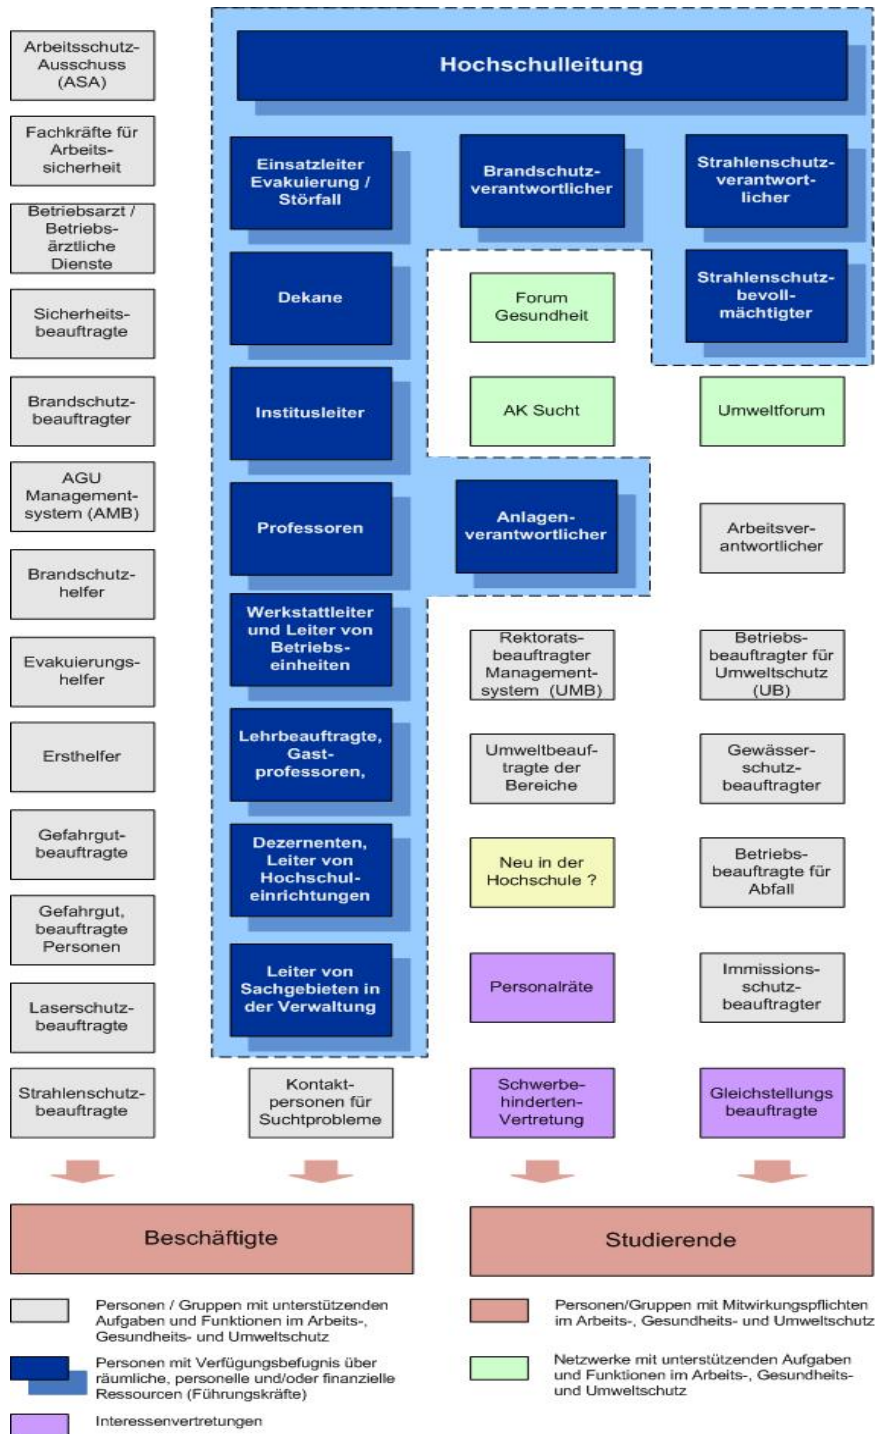 Arbeitsschutz-
Ausschuss
(ASA)
Fachkräfte für
Arbeits-
sicherheit
Betriebsarzt /
Betriebs-
ärztliche
Dienste
Sicherheits-
beauftragte
Brandschutz-
beauftragter
AGU
Management-
system (AMB)
Brandschutz-
helfer
Evakuierungs-
helfer
Ersthelfer
Gefahrgut-
beauftragte
Gefahrgut,
beauftragte
Personen
Laserschutz-
beauftragte
Strahlenschutz-
beauftragte
Hochschulleitung
Einsatzleiter
Evakuierung /
Störfall
Dekane
Institusleiter
Professoren
Werkstattleiter
und Leiter von
Betriebs-
einheiten
Lehrbeauftragte,
Gast-
professoren,
Dezernenten,
Leiter von
Hochschul-
einrichtungen
Leiter von
Sachgebieten in
der Verwaltung
Kontakt-
personen für
Suchtprobleme
Brandschutz-
verantwortlicher
Forum
Gesundheit
AK Sucht
Anlagen-
verantwortlicher
Rektorats-
beauftragter
Management-
system (UMB)
Umweltbeauf-
tragte der
Bereiche
Neu in der
Hochschule ?
Personalräte
Schwerbe-
hinderten-
Vertretung
Strahlenschutz-
verantwort-
licher
Strahlenschutz-
bevoll-
mächtigter
Umweltforum
Arbeitsver-
antwortlicher
Betriebs-
beauftragter für
Umweltschutz
(UB)
Gewässer-
schutz-
beauftragter
Betriebs-
beauftragte für
Abfall
Immissions-
schutz-
beauftragter
Gleichstellungs
beauftragte
Beschäftigte
Studierende
Personen / Gruppen mit unterstützenden
Aufgaben und Funktionen im Arbeits-,
Gesundheits- und Umweltschutz
Personen mit Verfügungsbefugnis über
räumliche, personelle und/oder finanzielle
Ressourcen (Führungskräfte)
Interessenvertretungen
Personen/Gruppen mit Mitwirkungspflichten
im Arbeits-, Gesundheits- und Umweltschutz
Netzwerke mit unterstützenden Aufgaben
und Funktionen im Arbeits-, Gesundheits-
und Umweltschutz